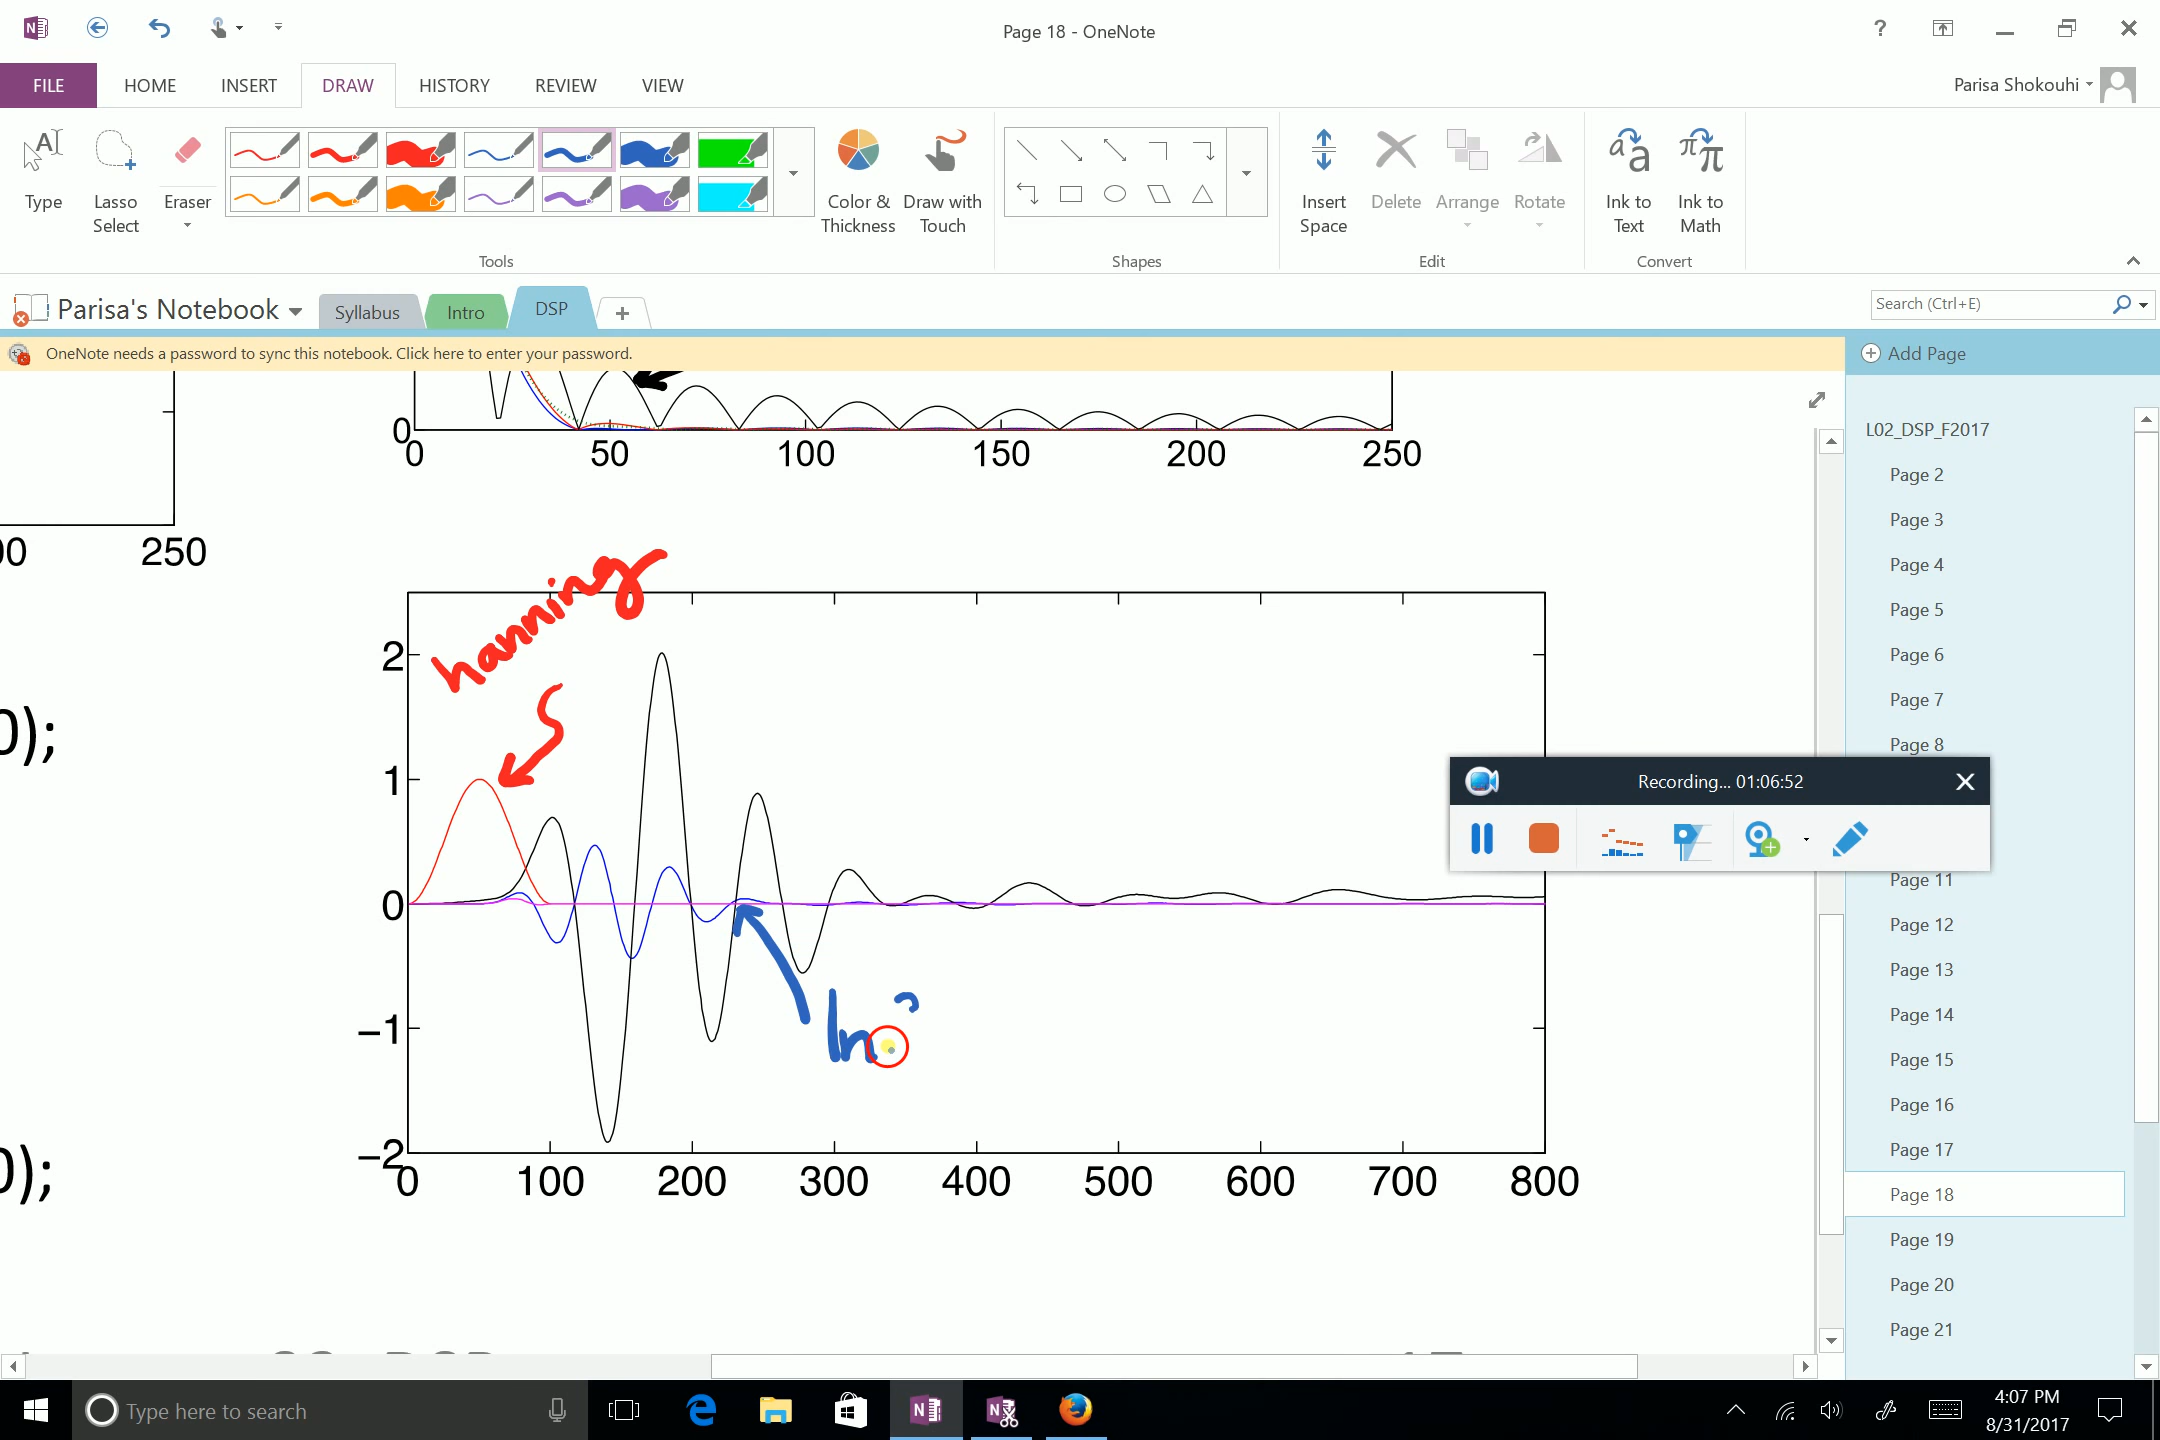 Page 18 - OneNote
?
FILE HOME INSERT DRAW HISTORY REVIEW VIEW
Parisa Shokouhi
Type
Lasso Select
Eraser
Color & Thickness
Draw with Touch
Insert Space
Delete
Arrange
Rotate
Ink to Text
Ink to Math
Tools
Shapes
Edit
Convert
Parisa's Notebook
Syllabus
Intro
DSP
Search (Ctrl+E)
OneNote needs a password to sync this notebook. Click here to enter your password.
Add Page
L02_DSP_F2017
Page 2
Page 3
Page 4
Page 5
Page 6
Page 7
Page 8
Page 11
Page 12
Page 13
Page 14
Page 15
Page 16
Page 17
Page 18
Page 19
Page 20
Page 21
0
0 50 100 150 200 250
250
0);
0);
hanning
2
1
0
−1
−2
0 100 200 300 400 500 600 700 800
Recording... 01:06:52
Type here to search
4:07 PM
8/31/2017